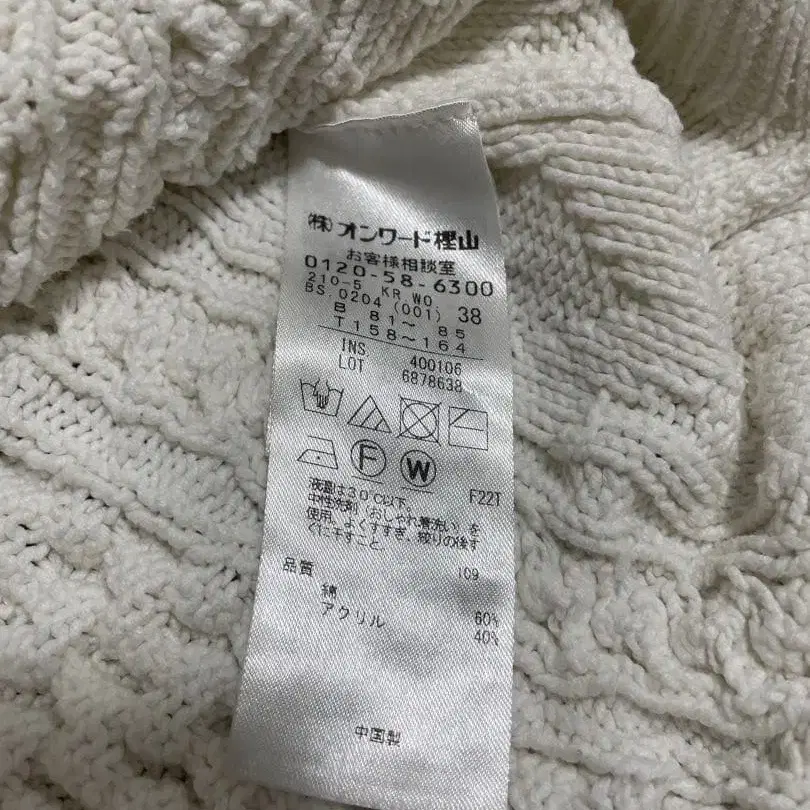 ㈱オンワード樫山
お客様相談室
0120-58-6300
210-5 KR WO
BS 0204 (001) 38
B 81～ 85
T 158～164
INS. 400106
LOT 6878638
F W
F22T
液温は30℃以下。
中性洗剤（おしゃれ着洗い）を
使用。よくすすぎ、絞りの後す
ぐに干すこと。
109
品質
綿 60%
アクリル 40%
中国製